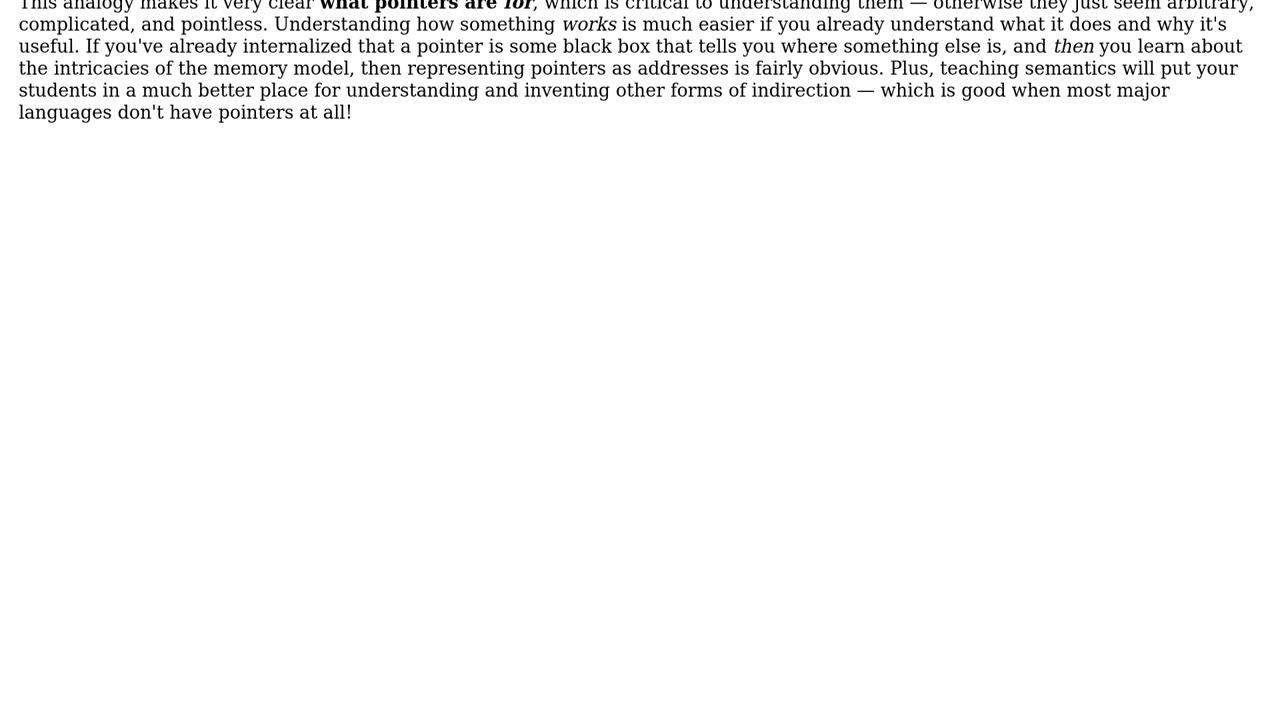 This analogy makes it very clear what pointers are for, which is critical to understanding them — otherwise they just seem arbitrary,
complicated, and pointless. Understanding how something works is much easier if you already understand what it does and why it's
useful. If you've already internalized that a pointer is some black box that tells you where something else is, and then you learn about
the intricacies of the memory model, then representing pointers as addresses is fairly obvious. Plus, teaching semantics will put your
students in a much better place for understanding and inventing other forms of indirection — which is good when most major
languages don't have pointers at all!